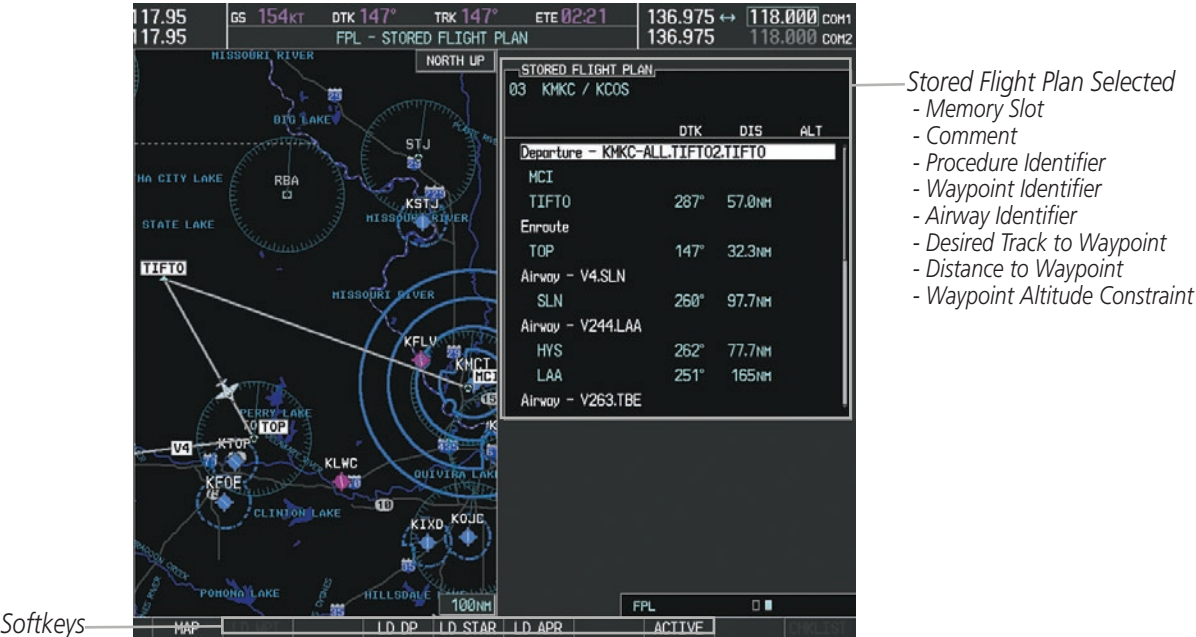 117.95 GS 154KT DTK 147° TRK 147° ETE 02:21 136.975 ↔ 118.000 COM1
117.95 FPL - STORED FLIGHT PLAN 136.975 118.000 COM2
MISSOURI RIVER
NORTH UP
BIG LAKE
STJ
RBA
KSTJ
MISSOURI RIVER
STATE LAKE
TIFTO
MISSOURI RIVER
KFLV
KMCI
MCI
PERRY LAKE
TOP
V4
KTOP
KLWC
QUIVIRA LAKE
KFOE
CLINTON LAKE
10
KIXD
KOJC
POMONA LAKE
HILLSDALE
100NM
STORED FLIGHT PLAN
03 KMKC / KCOS
DTK DIS ALT
Departure - KMKC-ALL.TIFTO2.TIFTO
MCI
TIFTO 287° 57.0NM
Enroute
TOP 147° 32.3NM
Airway - V4.SLN
SLN 260° 97.7NM
Airway - V244.LAA
HYS 262° 77.7NM
LAA 251° 165NM
Airway - V263.TBE
FPL
MAP LD WPT LD DP LD STAR LD APR ACTIVE CHKLIST
Stored Flight Plan Selected
- Memory Slot
- Comment
- Procedure Identifier
- Waypoint Identifier
- Airway Identifier
- Desired Track to Waypoint
- Distance to Waypoint
- Waypoint Altitude Constraint
Softkeys